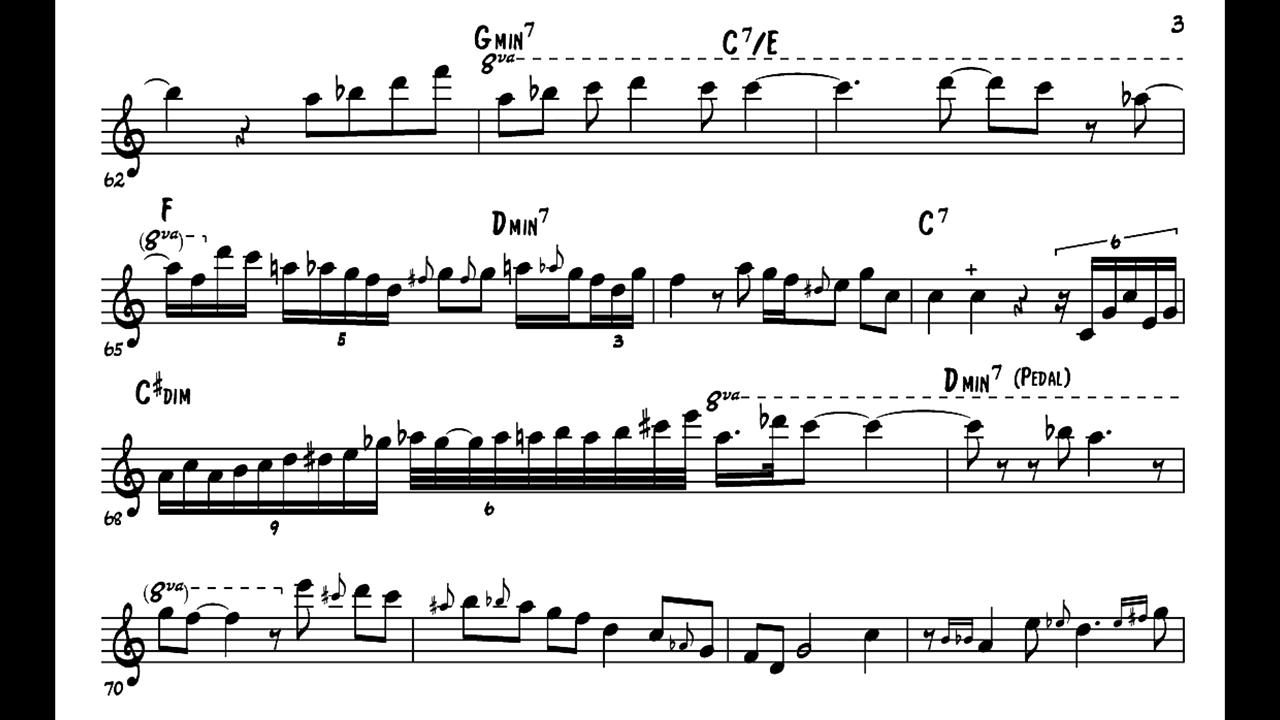 3
Gmin7 C7/E
8va
62
F Dmin7 C7
(8va) 6
65 5 3
C#dim Dmin7 (Pedal)
8va
68 9 6
(8va)
70